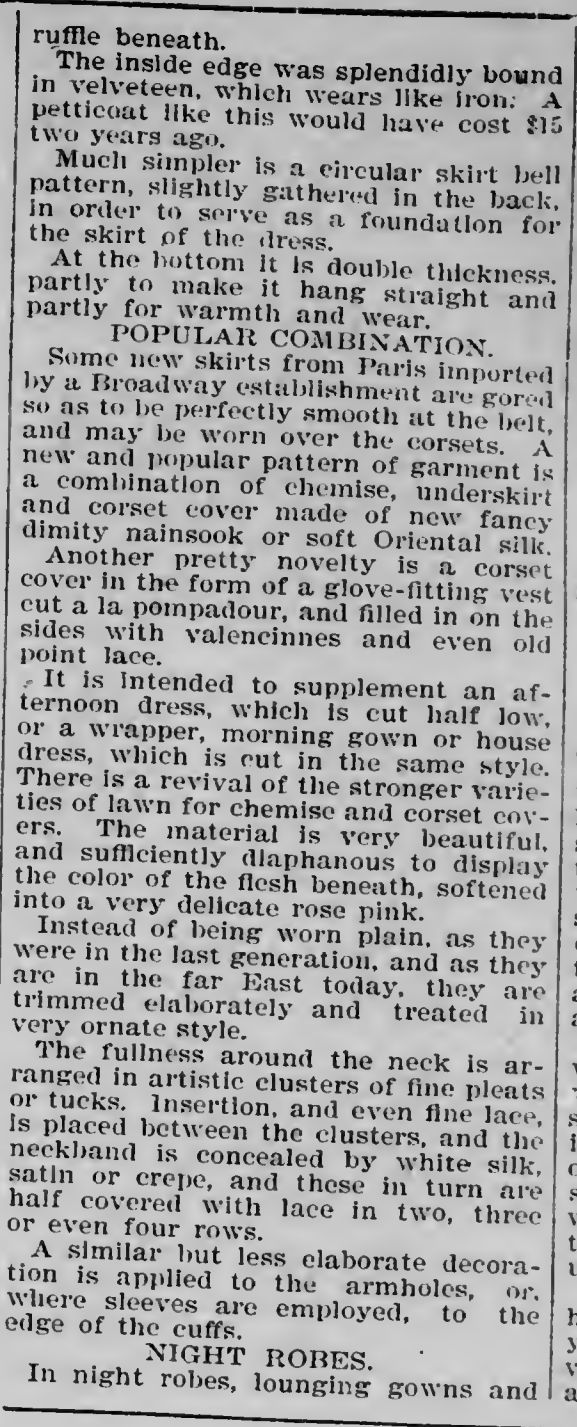 ruffle beneath.
The inside edge was splendidly bound
in velveteen, which wears like iron. A
petticoat like this would have cost $15
two years ago.
Much simpler is a circular skirt bell
pattern, slightly gathered in the back,
in order to serve as a foundation for
the skirt of the dress.
At the bottom it is double thickness,
partly to make it hang straight and
partly for warmth and wear.
POPULAR COMBINATION.
Some new skirts from Paris imported
by a Broadway establishment are gored
so as to be perfectly smooth at the belt,
and may be worn over the corsets. A
new and popular pattern of garment is
a combination of chemise, underskirt
and corset cover made of new fancy
dimity nainsook or soft Oriental silk.
Another pretty novelty is a corset
cover in the form of a glove-fitting vest
cut a la pompadour, and filled in on the
sides with valencinnes and even old
point lace.
It is intended to supplement an af-
ternoon dress, which is cut half low,
or a wrapper, morning gown or house
dress, which is cut in the same style.
There is a revival of the stronger varie-
ties of lawn for chemise and corset cov-
ers. The material is very beautiful,
and sufficiently diaphanous to display
the color of the flesh beneath, softened
into a very delicate rose pink.
Instead of being worn plain, as they
were in the last generation, and as they
are in the far East today, they are
trimmed elaborately and treated in
very ornate style.
The fullness around the neck is ar-
ranged in artistic clusters of fine pleats
or tucks. Insertion, and even fine lace,
is placed between the clusters, and the
neckband is concealed by white silk,
satin or crepe, and these in turn are
half covered with lace in two, three
or even four rows.
A similar but less elaborate decora-
tion is applied to the armholes, or,
where sleeves are employed, to the
edge of the cuffs.
NIGHT ROBES.
In night robes, lounging gowns and